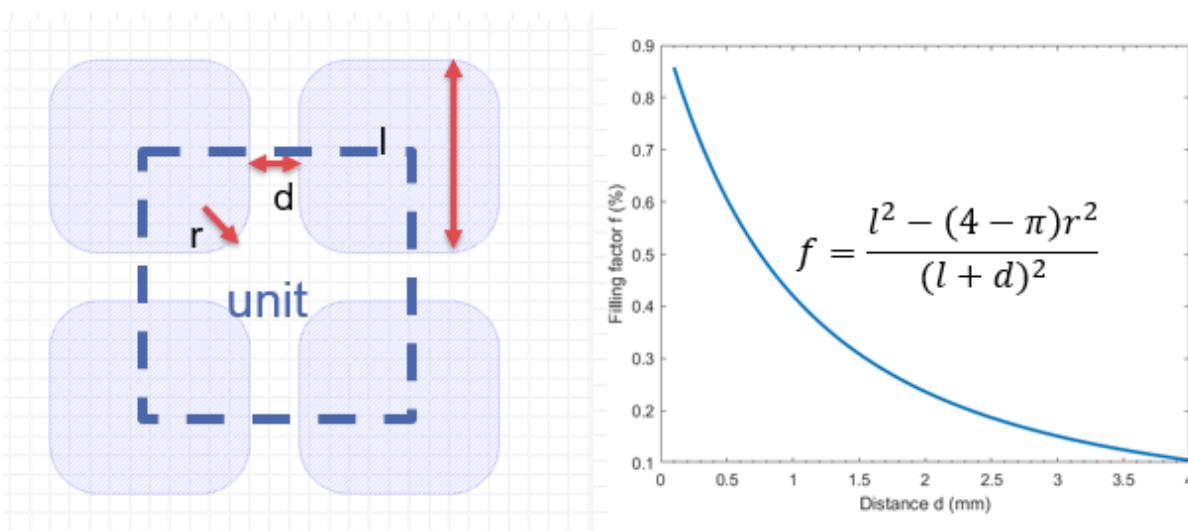 l
d
r
unit
0.9
0.8
0.7
0.6
0.5
0.4
0.3
0.2
0.1
Filling factor f (%)
f = \frac{l^2 - (4 - π)r^2}{(l + d)^2}
0 0.5 1 1.5 2 2.5 3 3.5 4
Distance d (mm)